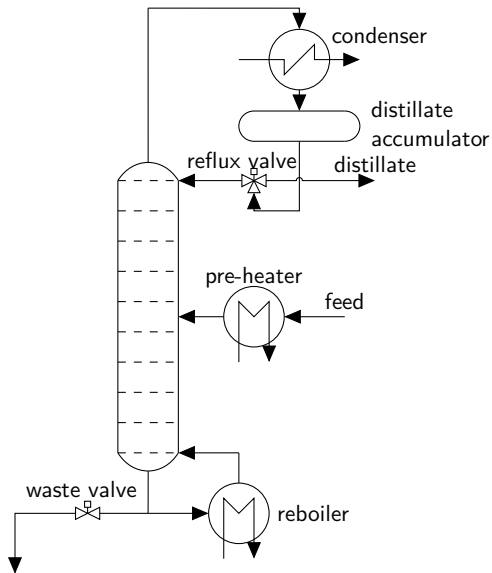 condenser
distillate
accumulator
reflux valve
distillate
pre-heater
feed
waste valve
reboiler